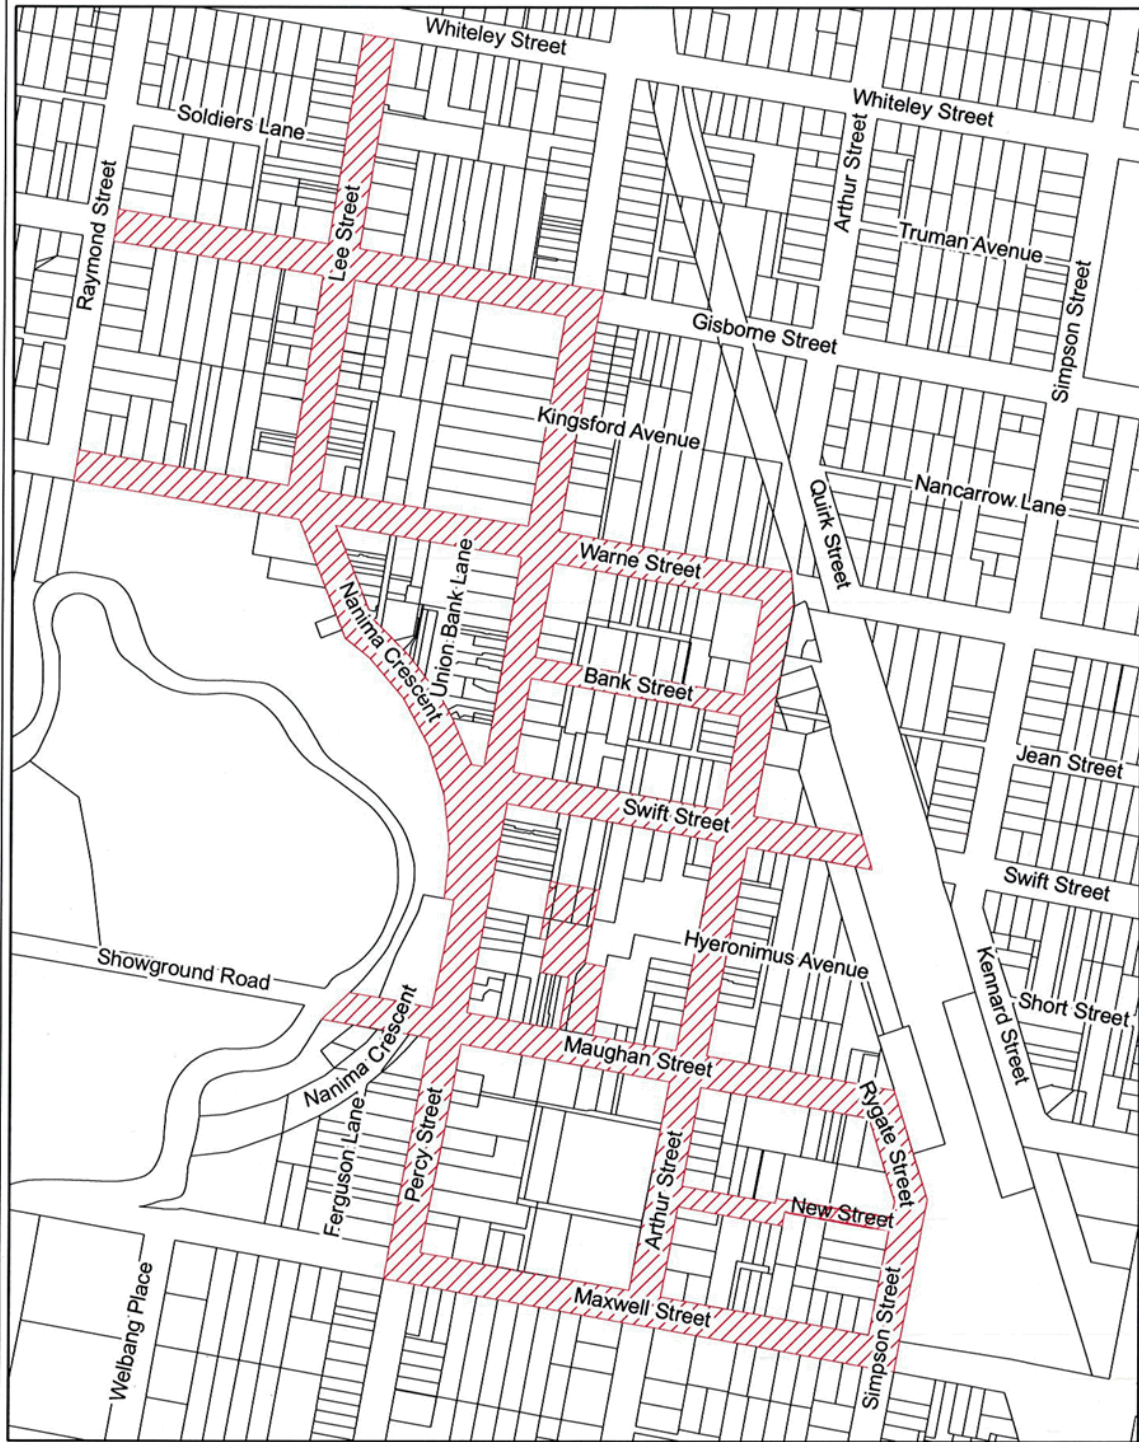 Whiteley Street
Whiteley Street
Soldiers Lane
Arthur Street
Raymond Street
Lee Street
Truman Avenue
Simpson Street
Gisborne Street
Kingsford Avenue
Nancarrow Lane
Quirk Street
Warne Street
Nanima Crescent
Union Bank Lane
Bank Street
Jean Street
Swift Street
Swift Street
Hyeronimus Avenue
Showground Road
Kennard Street
Short Street
Nanima Crescent
Maughan Street
Rygate Street
Ferguson Lane
Percy Street
Arthur Street
New Street
Welbang Place
Maxwell Street
Simpson Street